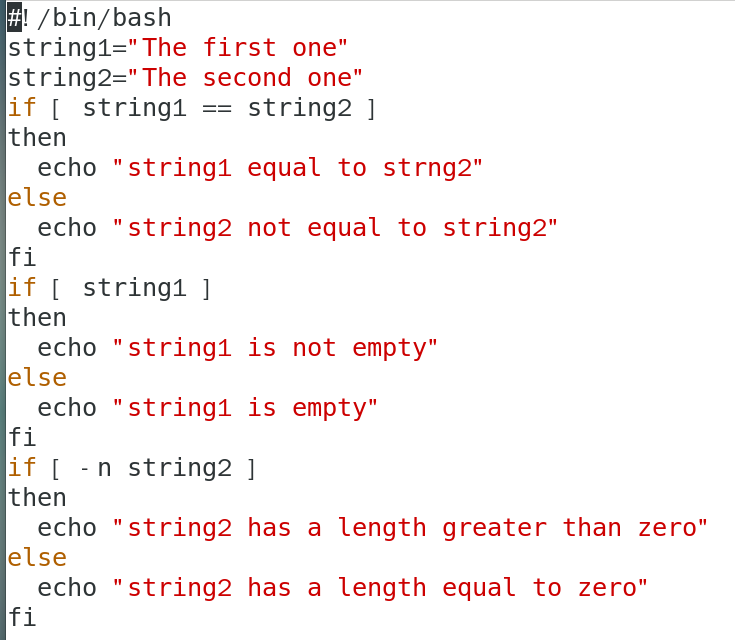 #!/bin/bash
string1="The first one"
string2="The second one"
if [ string1 == string2 ]
then
  echo "string1 equal to strng2"
else
  echo "string2 not equal to string2"
fi
if [ string1 ]
then
  echo "string1 is not empty"
else
  echo "string1 is empty"
fi
if [ -n string2 ]
then
  echo "string2 has a length greater than zero"
else
  echo "string2 has a length equal to zero"
fi